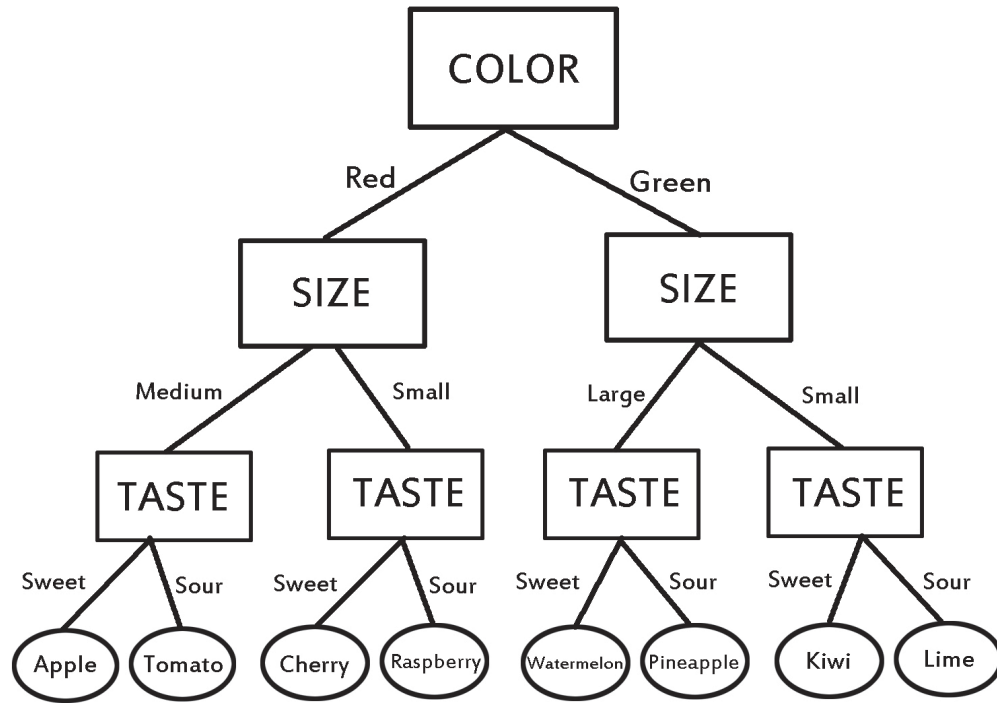 COLOR
Red
Green
SIZE
SIZE
Medium
Small
Large
Small
TASTE
TASTE
TASTE
TASTE
Sweet
Sour
Sweet
Sour
Sweet
Sour
Sweet
Sour
Apple
Tomato
Cherry
Raspberry
Watermelon
Pineapple
Kiwi
Lime